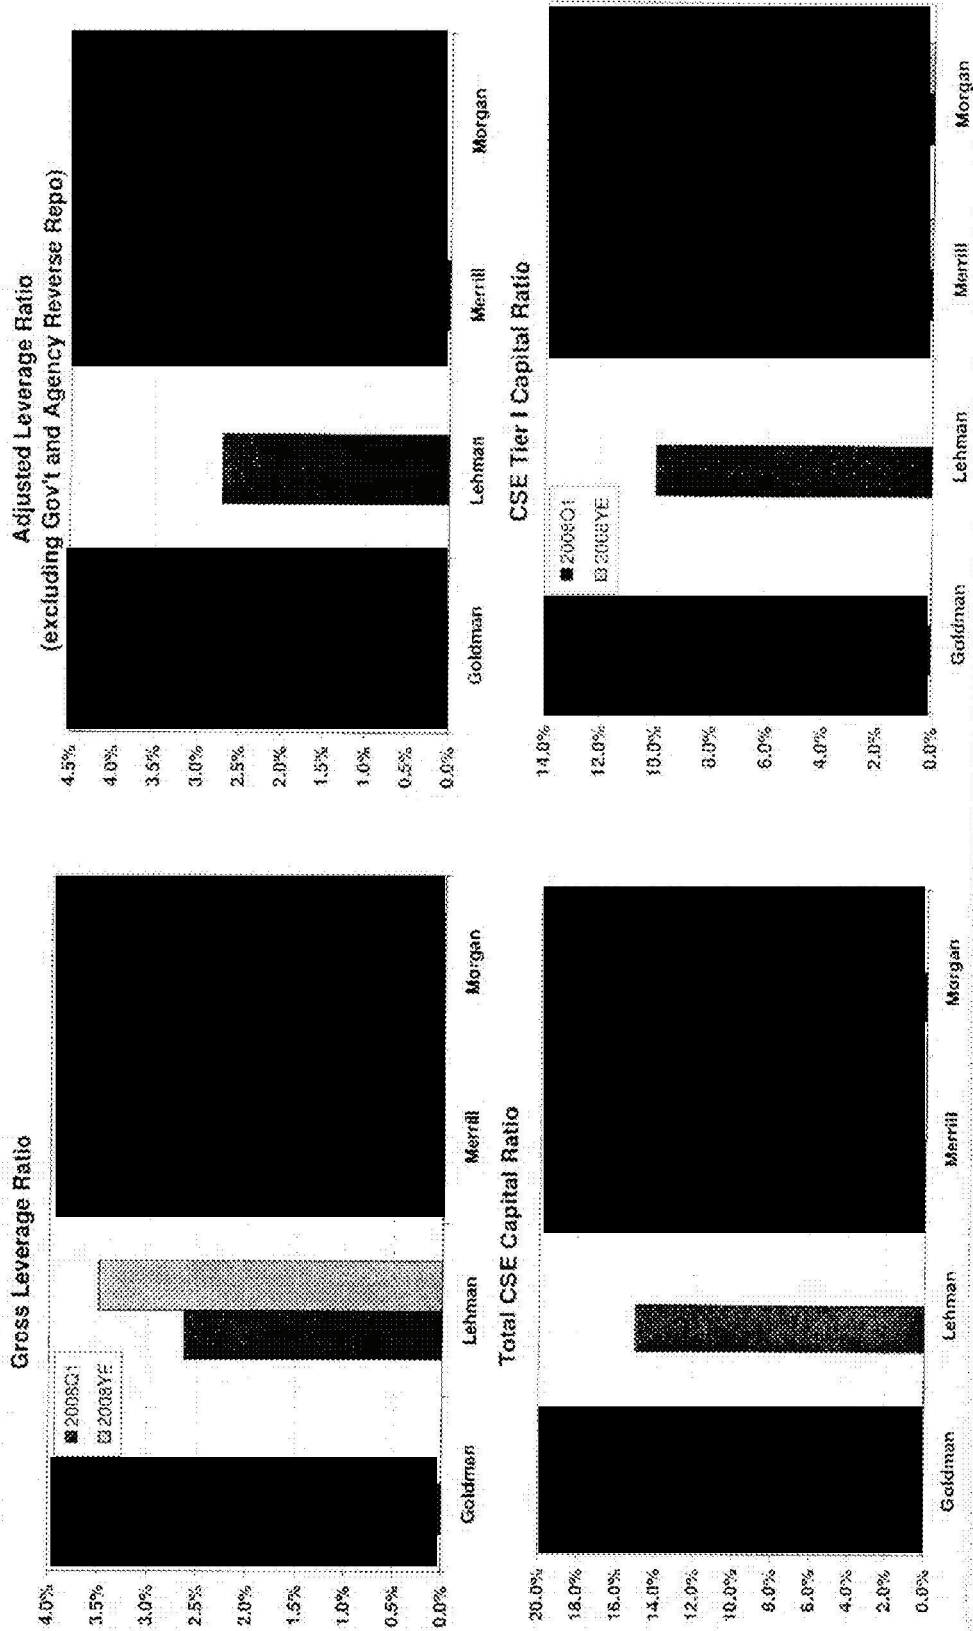 Gross Leverage Ratio
4.0%
3.5%
3.0%
2.5%
2.0%
1.5%
1.0%
0.5%
0.0%
2008Q1
2008YE
Goldman
Lehman
Merrill
Morgan
Adjusted Leverage Ratio
(excluding Gov't and Agency Reverse Repo)
4.5%
4.0%
3.5%
3.0%
2.5%
2.0%
1.5%
1.0%
0.5%
0.0%
Goldman
Lehman
Merrill
Morgan
Total CSE Capital Ratio
20.0%
18.0%
16.0%
14.0%
12.0%
10.0%
8.0%
6.0%
4.0%
2.0%
0.0%
Goldman
Lehman
Merrill
Morgan
CSE Tier I Capital Ratio
14.0%
12.0%
10.0%
8.0%
6.0%
4.0%
2.0%
0.0%
2008Q1
2008YE
Goldman
Lehman
Merrill
Morgan